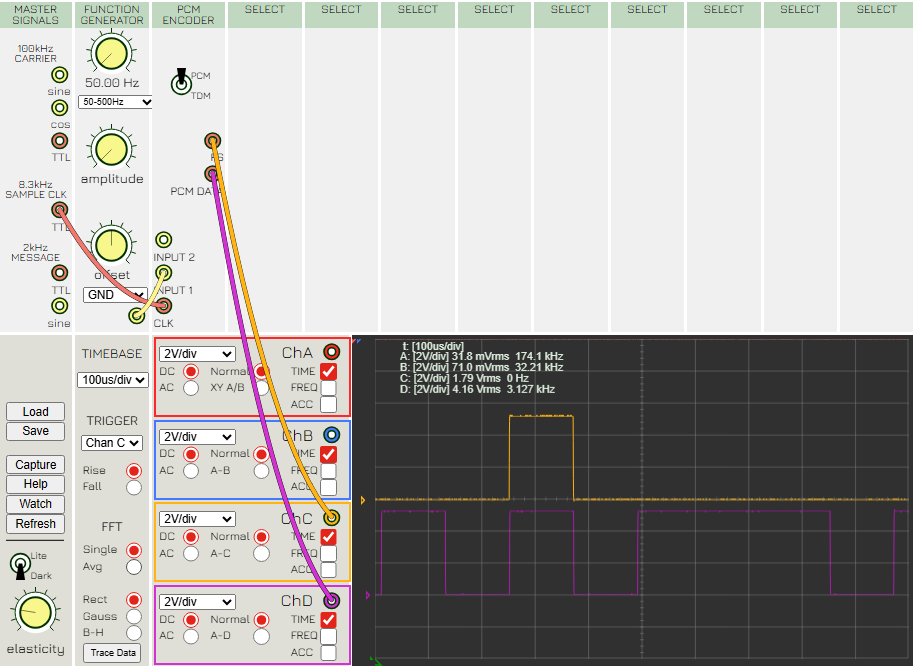 MASTER SIGNALS
FUNCTION GENERATOR
PCM ENCODER
SELECT
SELECT
SELECT
SELECT
SELECT
SELECT
SELECT
SELECT
SELECT
100kHz
CARRIER
sine
cos
TTL
8.3kHz
SAMPLE CLK
TTL
2kHz
MESSAGE
TTL
sine
50.00 Hz
50-500Hz
amplitude
offset
GND
PCM
TDM
FS
PCM DATA
INPUT 2
INPUT 1
CLK
Load
Save
Capture
Help
Watch
Refresh
Lite
Dark
elasticity
TIMEBASE
100us/div
TRIGGER
Chan C
Rise
Fall
FFT
Single
Avg
Rect
Gauss
B-H
Trace Data
2V/div
ChA
DC
Normal
TIME
AC
XY A/B
FREQ
ACC
2V/div
ChB
DC
Normal
TIME
AC
A-B
FREQ
ACC
2V/div
ChC
DC
Normal
TIME
AC
A-C
FREQ
ACC
2V/div
ChD
DC
Normal
TIME
AC
A-D
FREQ
ACC
t: [100us/div]
A: [2V/div] 31.8 mVrms 174.1 kHz
B: [2V/div] 71.0 mVrms 32.21 kHz
C: [2V/div] 1.79 Vrms 0 Hz
D: [2V/div] 4.16 Vrms 3.127 kHz